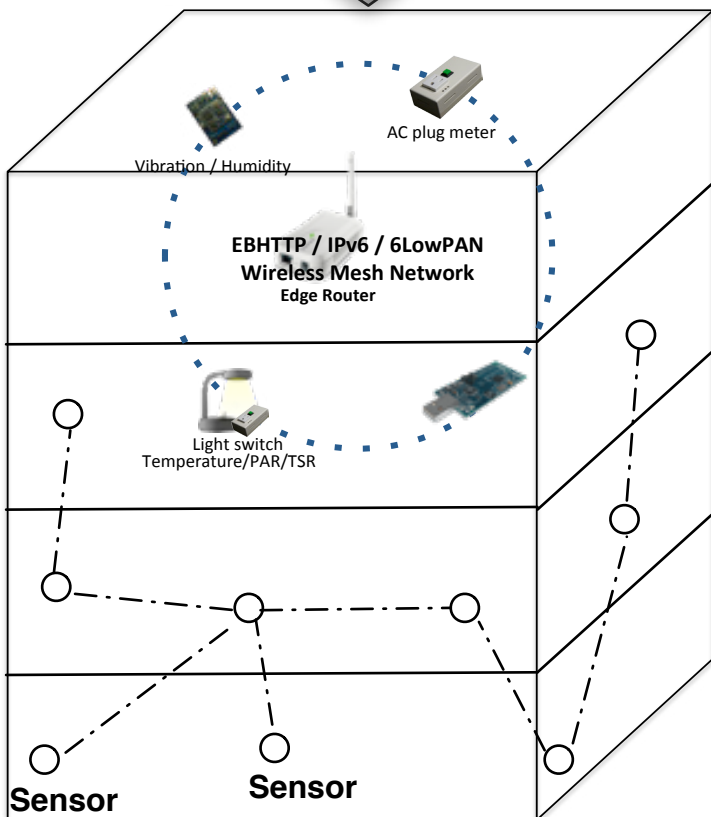 AC plug meter
Vibration / Humidity
EBHTTP / IPv6 / 6LowPAN
Wireless Mesh Network
Edge Router
Light switch
Temperature/PAR/TSR
Sensor
Sensor